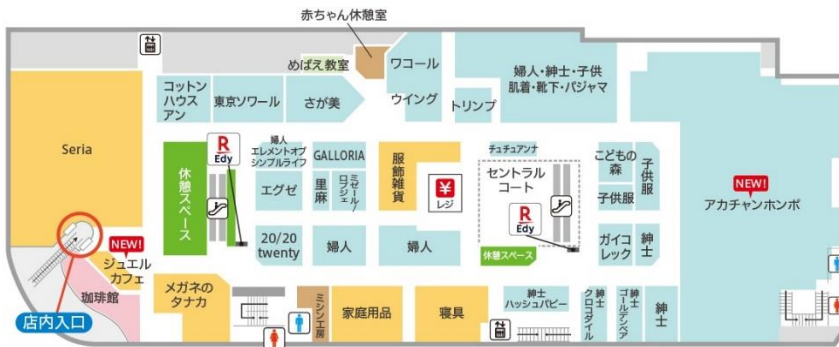 赤ちゃん休憩室
めばえ教室
ワコール
ウイング
トリンプ
婦人・紳士・子供
肌着・靴下・パジャマ
コットン
ハウス
アン
東京ソワール
さが美
Seria
休憩スペース
R
Edy
婦人
エレメントオブ
シンプルライフ
GALLORIA
エグゼ
里麻
ミゼール/
ロブジェ
服飾雑貨
¥
レジ
20/20
twenty
婦人
婦人
チュチュアンナ
セントラル
コート
R
Edy
休憩スペース
こどもの
森
子供服
子供服
ガイコ
レック
紳士
NEW!
アカチャンホンポ
NEW!
ジュエル
カフェ
珈琲館
店内入口
メガネの
タナカ
ミシン工房
家庭用品
寝具
紳士
ハッシュパピー
紳士
クロコダイル
紳士
ゴールデンベア
紳士